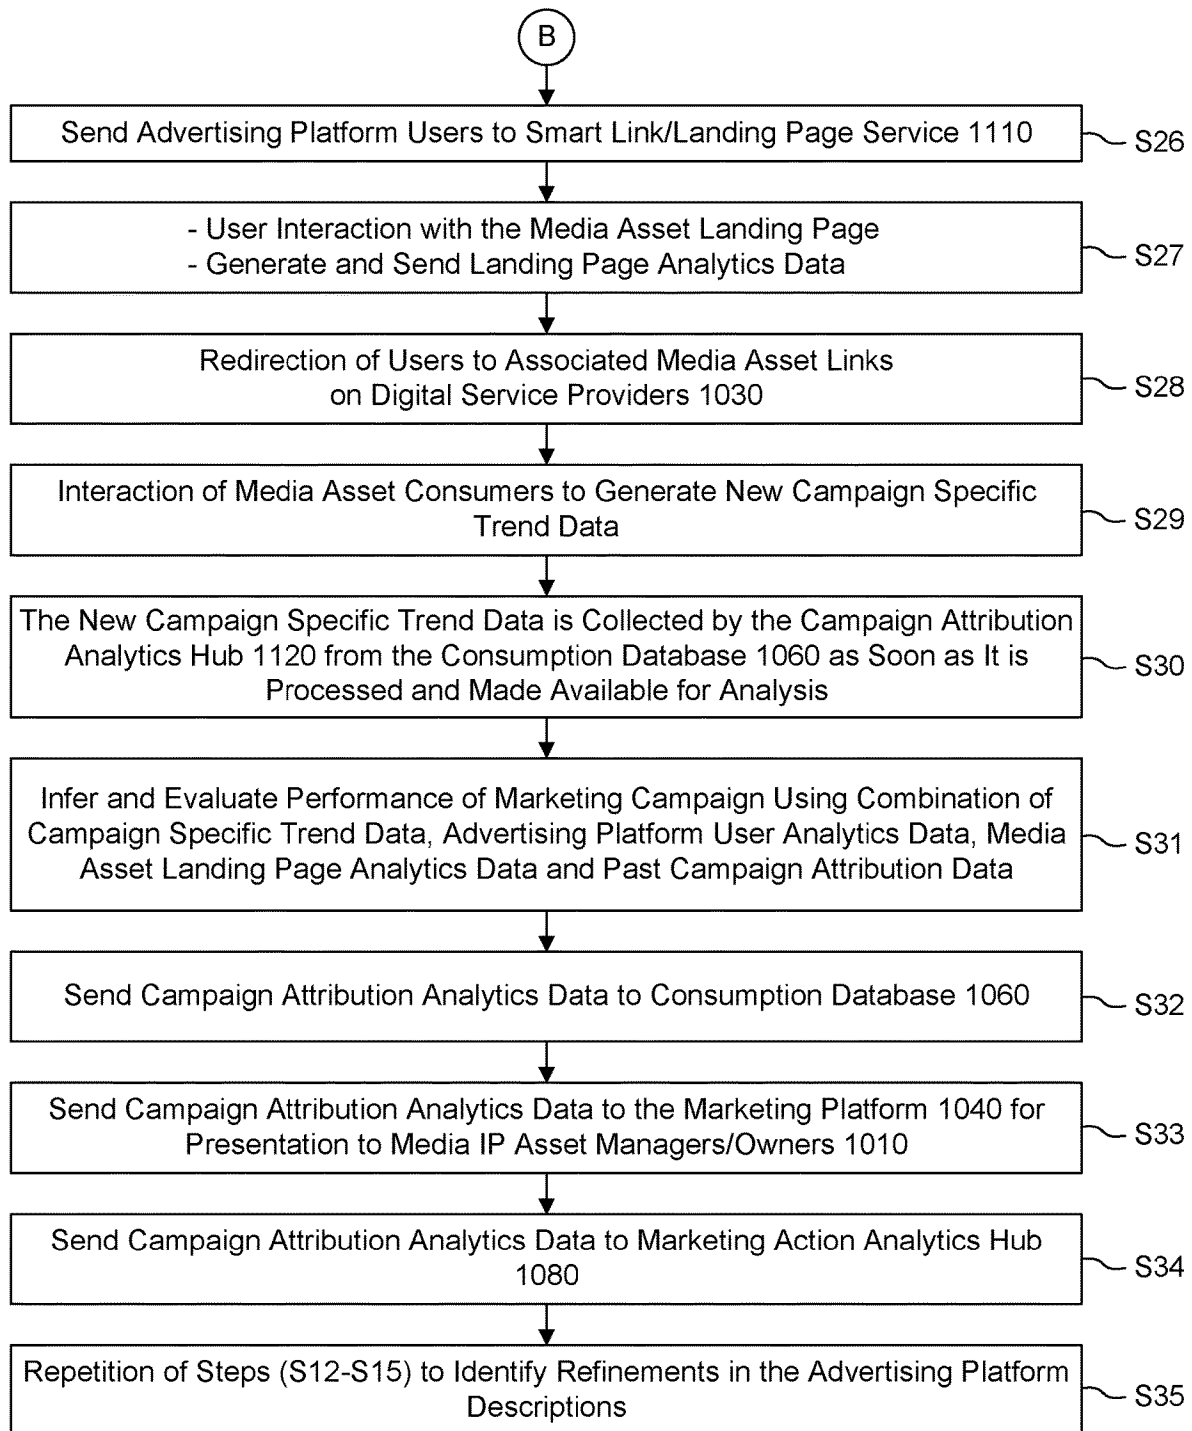 B
Send Advertising Platform Users to Smart Link/Landing Page Service 1110
S26
- User Interaction with the Media Asset Landing Page
- Generate and Send Landing Page Analytics Data
S27
Redirection of Users to Associated Media Asset Links
on Digital Service Providers 1030
S28
Interaction of Media Asset Consumers to Generate New Campaign Specific
Trend Data
S29
The New Campaign Specific Trend Data is Collected by the Campaign Attribution
Analytics Hub 1120 from the Consumption Database 1060 as Soon as It is
Processed and Made Available for Analysis
S30
Infer and Evaluate Performance of Marketing Campaign Using Combination of
Campaign Specific Trend Data, Advertising Platform User Analytics Data, Media
Asset Landing Page Analytics Data and Past Campaign Attribution Data
S31
Send Campaign Attribution Analytics Data to Consumption Database 1060
S32
Send Campaign Attribution Analytics Data to the Marketing Platform 1040 for
Presentation to Media IP Asset Managers/Owners 1010
S33
Send Campaign Attribution Analytics Data to Marketing Action Analytics Hub
1080
S34
Repetition of Steps (S12-S15) to Identify Refinements in the Advertising Platform
Descriptions
S35